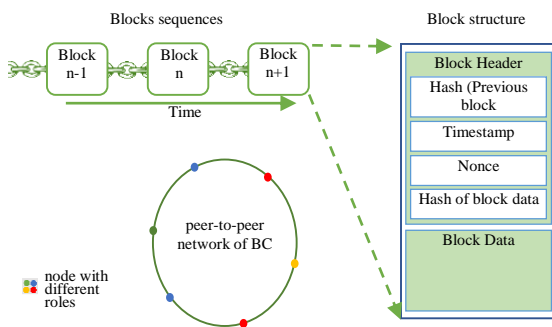 Blocks sequences
Block
n-1
Block
n
Block
n+1
Time
peer-to-peer
network of BC
node with
different
roles
Block structure
Block Header
Hash (Previous
block
Timestamp
Nonce
Hash of block data
Block Data